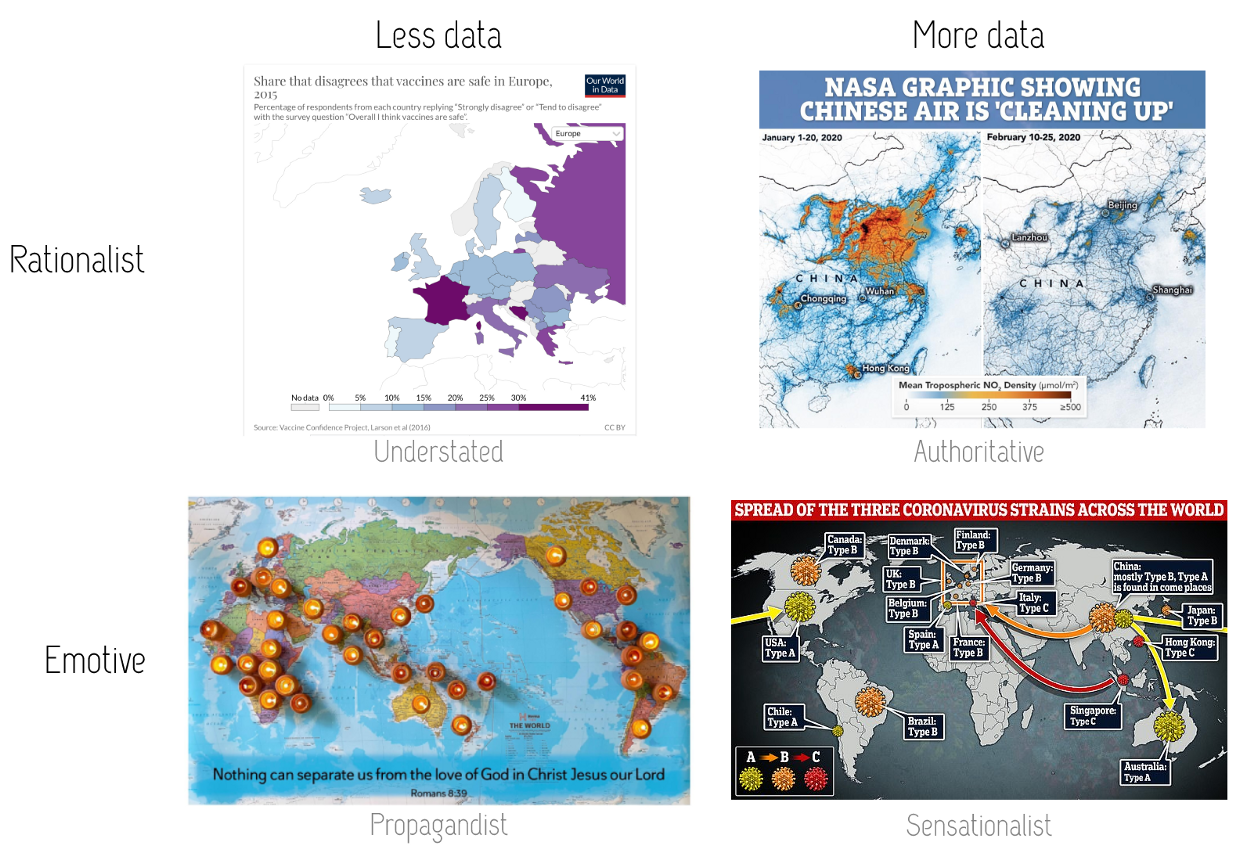 Less data
More data
Rationalist
Emotive
Share that disagrees that vaccines are safe in Europe,
2015
Our World
in Data
Percentage of respondents from each country replying "Strongly disagree" or "Tend to disagree"
with the survey question "Overall I think vaccines are safe".
Europe
No data 0% 5% 10% 15% 20% 25% 30% 41%
Source: Vaccine Confidence Project, Larson et al (2016)
CC BY
Understated
NASA GRAPHIC SHOWING
CHINESE AIR IS 'CLEANING UP'
January 1-20, 2020
February 10-25, 2020
Beijing
Lanzhou
CHINA
CHINA
Chongqing
Wuhan
Shanghai
Hong Kong
Mean Tropospheric NO₂ Density (μmol/m²)
0 125 250 375 ≥500
Authoritative
THE WORLD
Nothing can separate us from the love of God in Christ Jesus our Lord
Romans 8:39
Propagandist
SPREAD OF THE THREE CORONAVIRUS STRAINS ACROSS THE WORLD
Canada:
Type B
Denmark:
Type B
Finland:
Type B
UK:
Type B
Germany:
Type B
China:
mostly Type B, Type A
is found in come places
Belgium:
Type B
Italy:
Type C
Japan:
Type B
USA:
Type A
Spain:
Type A
France:
Type B
Hong Kong:
Type C
Chile:
Type A
Brazil:
Type B
Singapore:
Type C
Australia:
Type A
A B C
Sensationalist